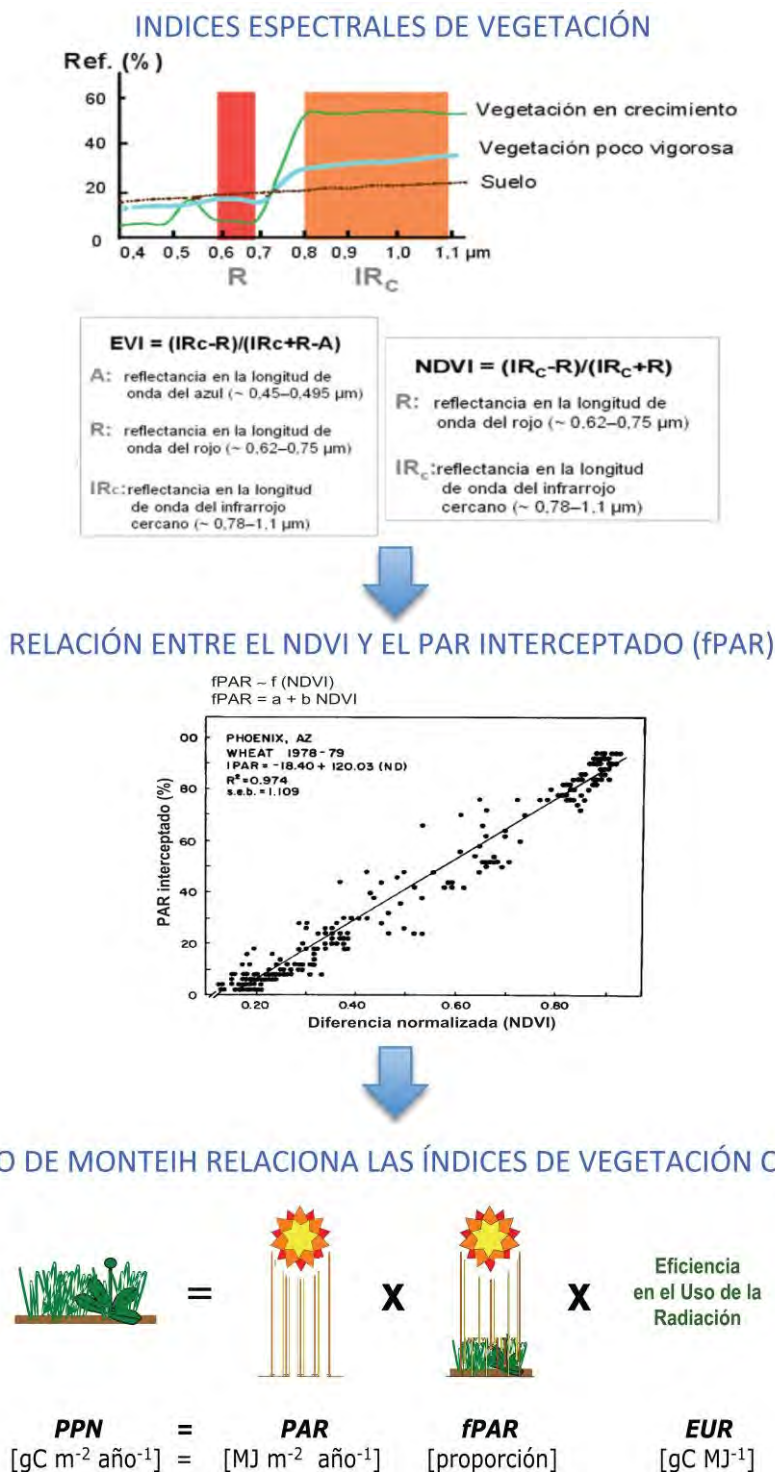 INDICES ESPECTRALES DE VEGETACIÓN
Ref. (%)
60
40
20
0
Vegetación en crecimiento
Vegetación poco vigorosa
Suelo
0.4 0.5 0.6 0.7 0.8 0.9 1.0 1.1 µm
R IRC
EVI = (IRc-R)/(IRc+R-A)
A: reflectancia en la longitud de
onda del azul (~ 0,45–0,495 µm)
R: reflectancia en la longitud de
onda del rojo (~ 0,62–0,75 µm)
IRc: reflectancia en la longitud
de onda del infrarrojo
cercano (~ 0,78–1,1 µm)
NDVI = (IRC-R)/(IRC+R)
R: reflectancia en la longitud de
onda del rojo (~ 0,62–0,75 µm)
IRc: reflectancia en la longitud
de onda del infrarrojo
cercano (~ 0,78–1,1 µm)
RELACIÓN ENTRE EL NDVI Y EL PAR INTERCEPTADO (fPAR)
fPAR ~ f (NDVI)
fPAR = a + b NDVI
PHOENIX, AZ
WHEAT 1978-79
IPAR = -18.40 + 120.03 (ND)
R²=0.974
s.e.b. = 1.109
PAR interceptado (%)
00
80
60
40
20
0
0.20 0.40 0.60 0.80
Diferencia normalizada (NDVI)
O DE MONTEIH RELACIONA LAS ÍNDICES DE VEGETACIÓN C
= X X
Eficiencia
en el Uso de la
Radiación
PPN = PAR fPAR EUR
[gC m-2 año-1] = [MJ m-2 año-1] [proporción] [gC MJ-1]